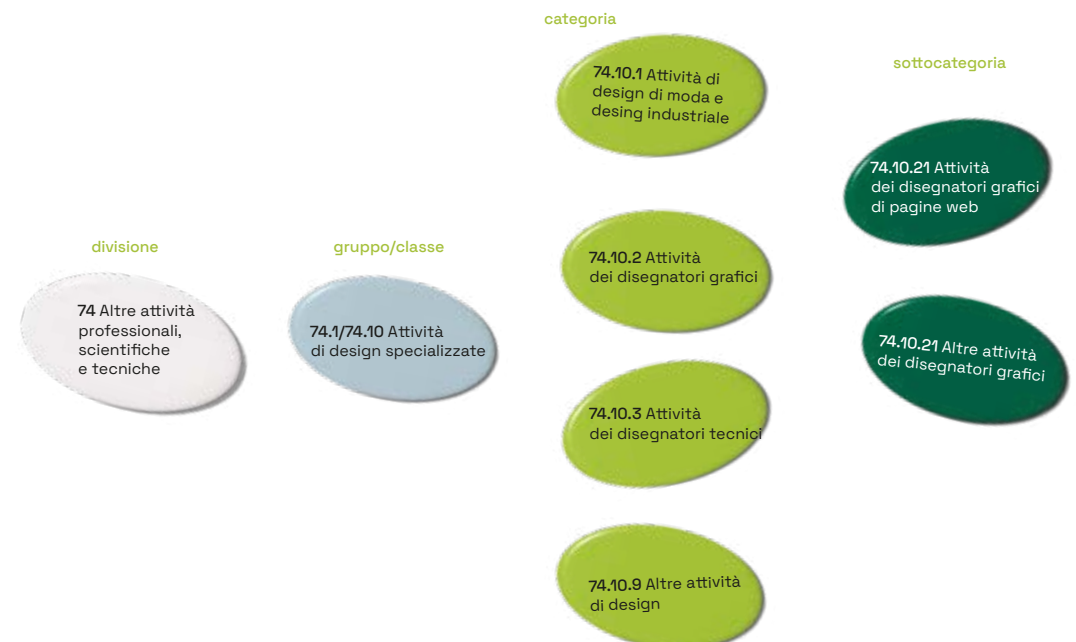 divisione
74 Altre attività
professionali,
scientifiche
e tecniche
gruppo/classe
74.1/74.10 Attività
di design specializzate
categoria
74.10.1 Attività di
design di moda e
desing industriale
74.10.2 Attività
dei disegnatori grafici
74.10.3 Attività
dei disegnatori tecnici
74.10.9 Altre attività
di design
sottocategoria
74.10.21 Attività
dei disegnatori grafici
di pagine web
74.10.21 Altre attività
dei disegnatori grafici